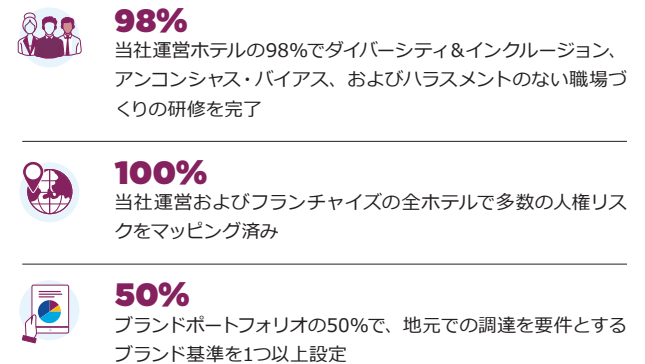 98%
当社運営ホテルの98%でダイバーシティ&インクルージョン、
アンコンシャス・バイアス、およびハラスメントのない職場づ
くりの研修を完了
100%
当社運営およびフランチャイズの全ホテルで多数の人権リス
クをマッピング済み
50%
ブランドポートフォリオの50%で、地元での調達を要件とする
ブランド基準を1つ以上設定